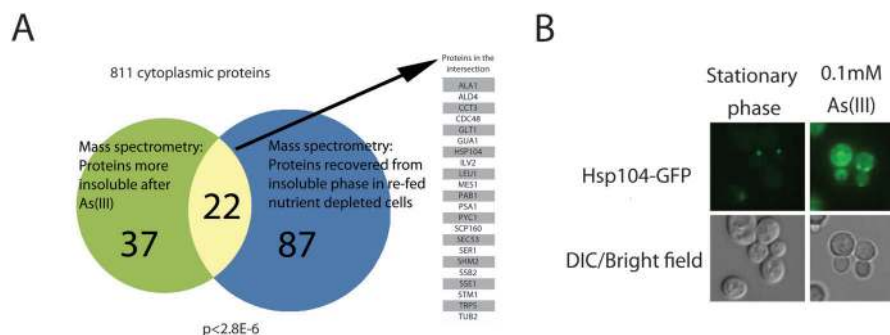 A
811 cytoplasmic proteins
Mass spectrometry:
Proteins more
insoluble after
As(III)
37
22
Mass spectrometry:
Proteins recovered from
insoluble phase in re-fed
nutrient depleted cells
87
p<2.8E-6
Proteins in the
intersection
ALA1
ALD4
CCT3
CDC48
GLT1
GUA1
HSP104
ILV2
LEU1
MES1
PAB1
PSA1
PYC1
SCP160
SEC53
SER1
SHM2
SSB2
SSE1
STM1
TRP5
TUB2
B
Stationary
phase
0.1mM
As(III)
Hsp104-GFP
DIC/Bright field